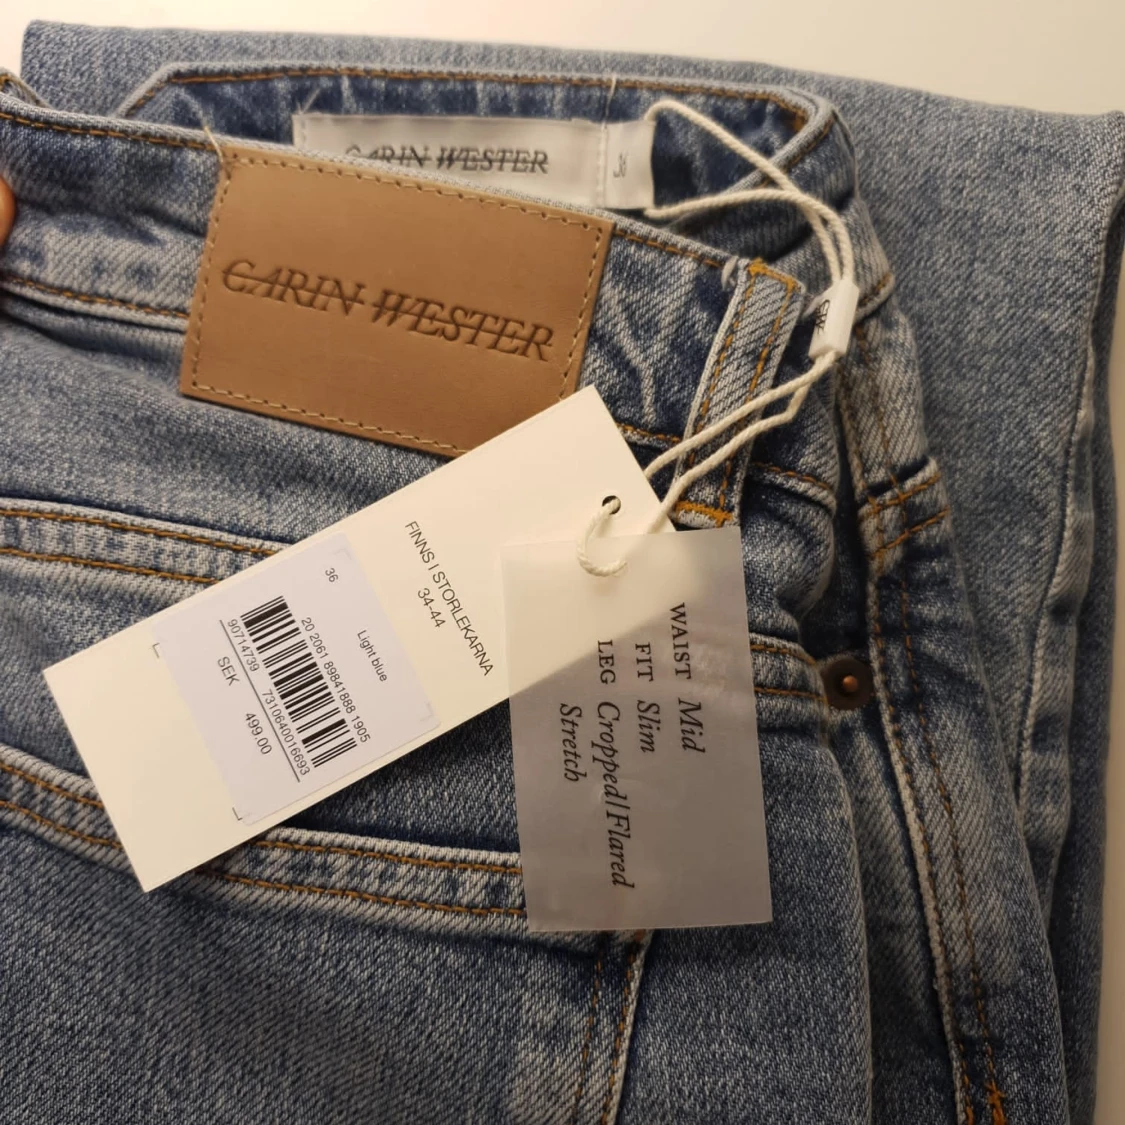 CARIN WESTER
36
CARIN WESTER
FINNS I STORLEKARNA
34-44
36
Light blue
20 2061 89841888 1905
90714739 7310640016693
SEK 499.00
WAIST Mid
FIT Slim
LEG Cropped/Flared
Stretch